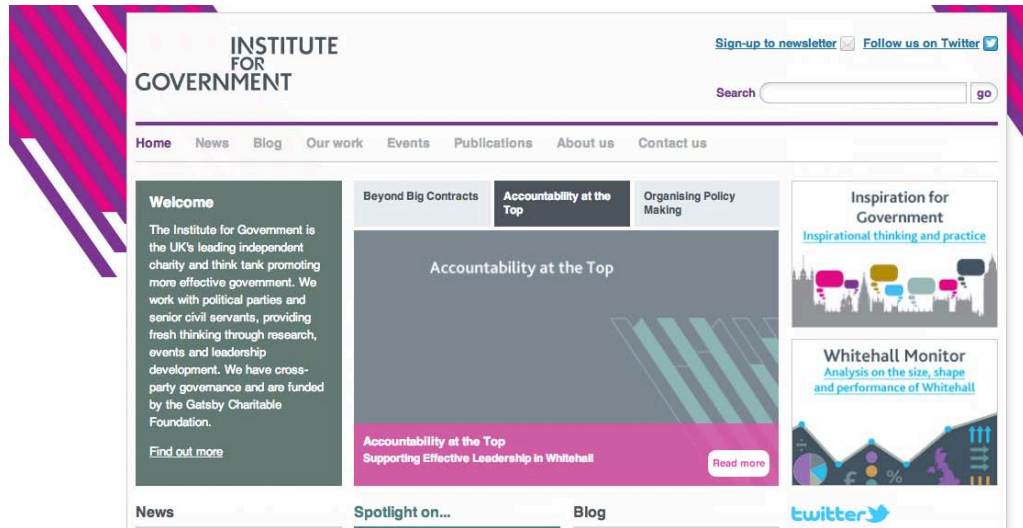 INSTITUTE
FOR
GOVERNMENT
Sign-up to newsletter
Follow us on Twitter
Search
go
Home
News
Blog
Our work
Events
Publications
About us
Contact us
Welcome
The Institute for Government is
the UK's leading independent
charity and think tank promoting
more effective government. We
work with political parties and
senior civil servants, providing
fresh thinking through research,
events and leadership
development. We have cross-
party governance and are funded
by the Gatsby Charitable
Foundation.
Find out more
Beyond Big Contracts
Accountability at the
Top
Organising Policy
Making
Accountability at the Top
Accountability at the Top
Supporting Effective Leadership in Whitehall
Read more
Inspiration for
Government
Inspirational thinking and practice
Whitehall Monitor
Analysis on the size, shape
and performance of Whitehall
÷
£
%
News
Spotlight on...
Blog
twitter